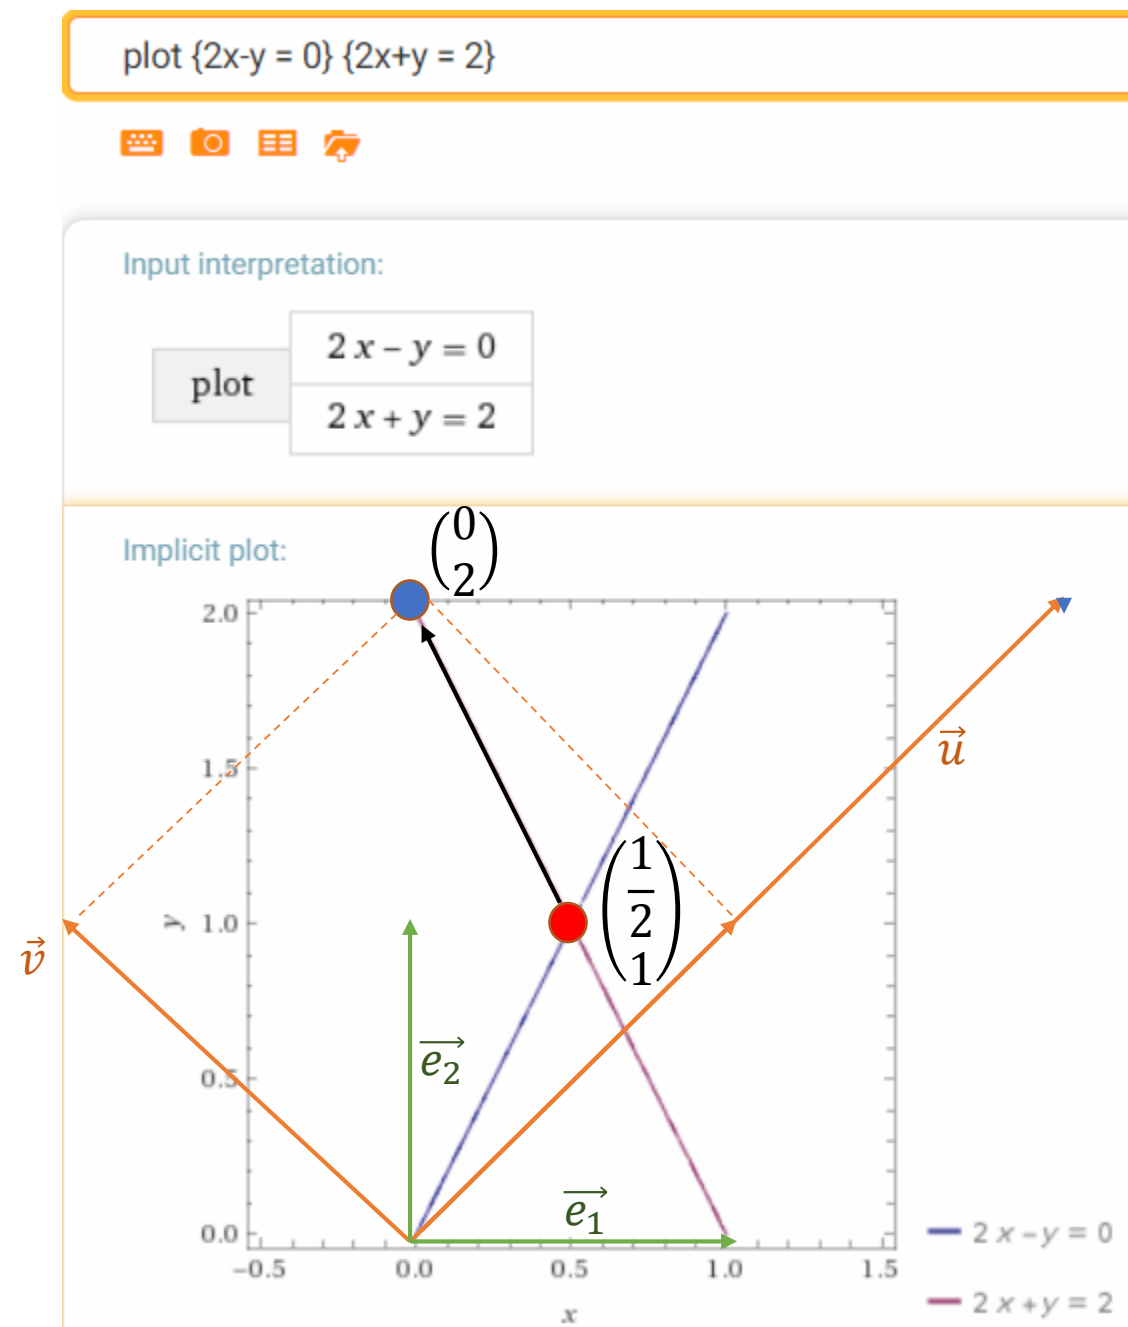 plot {2x-y = 0} {2x+y = 2}
Input interpretation:
plot
2 x – y = 0
2 x + y = 2
Implicit plot:
(0
2)
2.0
1.5
1.0
0.5
0.0
y
–0.5 0.0 0.5 1.0 1.5
x
(1/2
1)
u⃗
v⃗
e₂⃗
e₁⃗
2 x – y = 0
2 x + y = 2